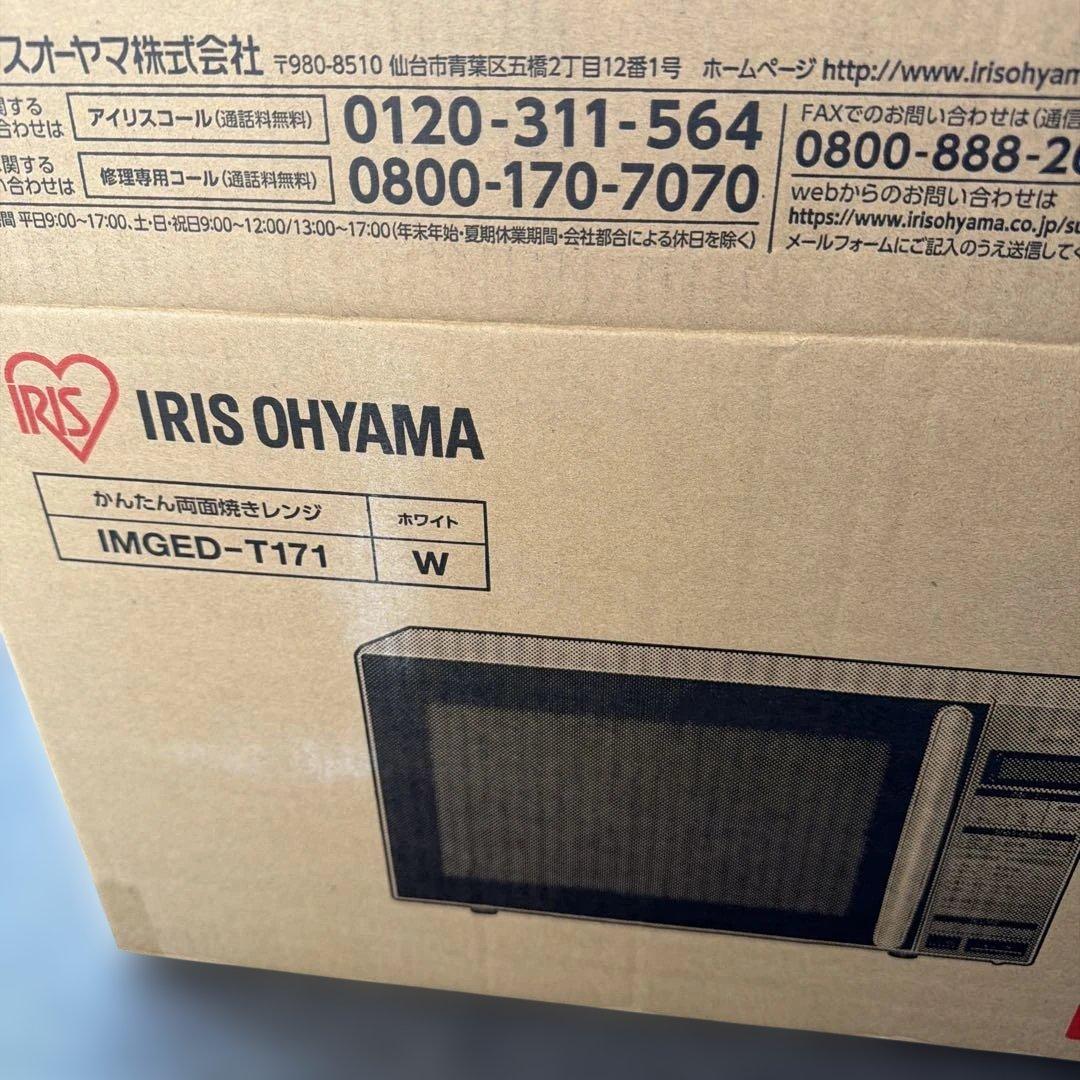 スオーヤマ株式会社 〒980-8510 仙台市青葉区五橋2丁目12番1号 ホームページ http://www.irisohyam
関する
合わせは
アイリスコール(通話料無料)
0120-311-564
関する
い合わせは
修理専用コール(通話料無料)
0800-170-7070
間 平日9:00~17:00、土・日・祝日9:00~12:00/13:00~17:00(年末年始・夏期休業期間・会社都合による休日を除く)
FAXでのお問い合わせは(通信
0800-888-26
webからのお問い合わせは
https://www.irisohyama.co.jp/su
メールフォームにご記入のうえ送信してく
IRIS
IRIS OHYAMA
かんたん両面焼きレンジ ホワイト
IMGED-T171 W